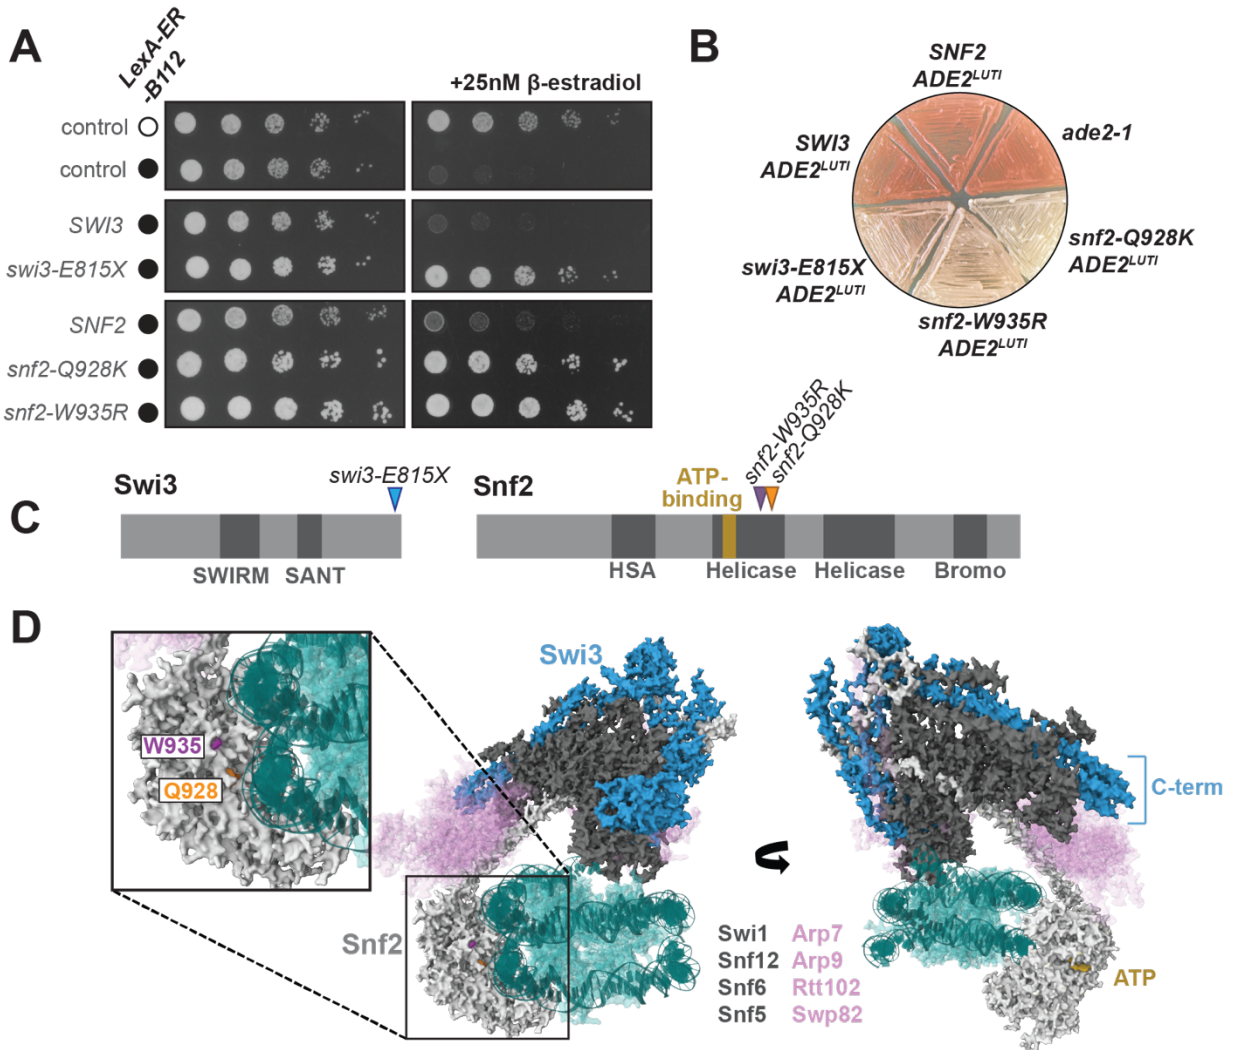 A
LexA-ER
-B112
+25nM β-estradiol
control
control
SWI3
swi3-E815X
SNF2
snf2-Q928K
snf2-W935R
B
SNF2
ADE2LUTI
ade2-1
SWI3
ADE2LUTI
snf2-Q928K
ADE2LUTI
swi3-E815X
ADE2LUTI
snf2-W935R
ADE2LUTI
C
Swi3
swi3-E815X
SWIRM SANT
Snf2
ATP-
binding
snf2-W935R
snf2-Q928K
HSA Helicase Helicase Bromo
D
W935
Q928
Swi3
C-term
Snf2
Swi1 Arp7
Snf12 Arp9
Snf6 Rtt102
Snf5 Swp82
ATP